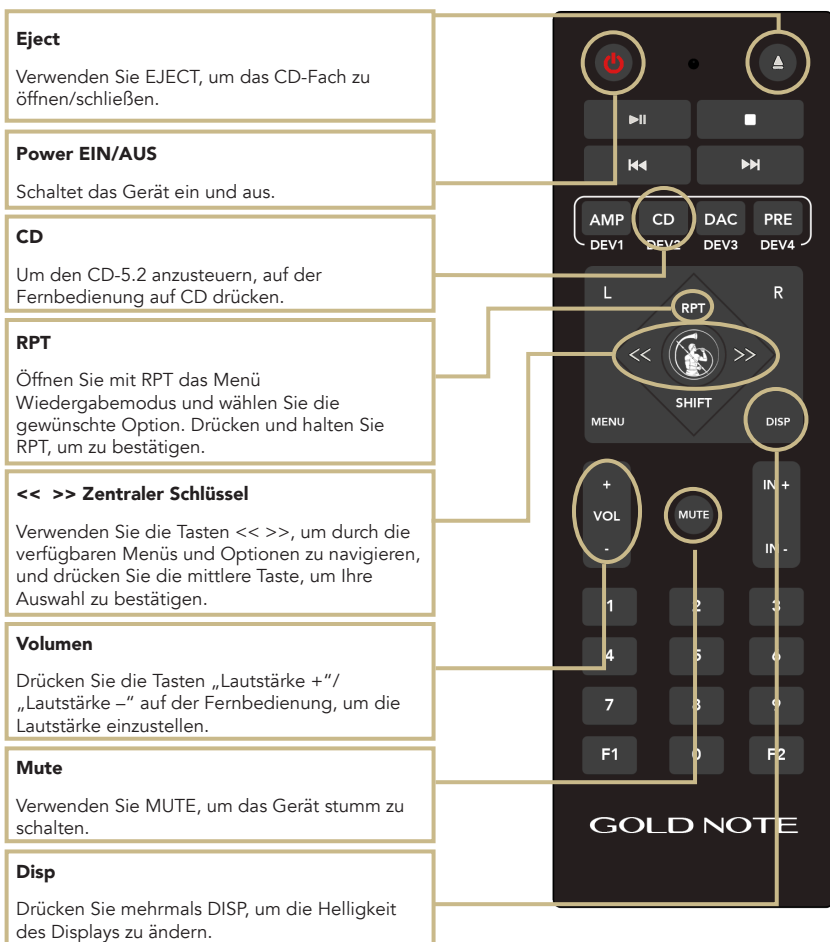 Eject
Verwenden Sie EJECT, um das CD-Fach zu
öffnen/schließen.
Power EIN/AUS
Schaltet das Gerät ein und aus.
CD
Um den CD-5.2 anzusteuern, auf der
Fernbedienung auf CD drücken.
RPT
Öffnen Sie mit RPT das Menü
Wiedergabemodus und wählen Sie die
gewünschte Option. Drücken und halten Sie
RPT, um zu bestätigen.
<< >> Zentraler Schlüssel
Verwenden Sie die Tasten << >>, um durch die
verfügbaren Menüs und Optionen zu navigieren,
und drücken Sie die mittlere Taste, um Ihre
Auswahl zu bestätigen.
Volumen
Drücken Sie die Tasten „Lautstärke +“/
„Lautstärke –“ auf der Fernbedienung, um die
Lautstärke einzustellen.
Mute
Verwenden Sie MUTE, um das Gerät stumm zu
schalten.
Disp
Drücken Sie mehrmals DISP, um die Helligkeit
des Displays zu ändern.
AMP CD DAC PRE
DEV1 DEV2 DEV3 DEV4
L R
RPT
<< >>
SHIFT
MENU DISP
+ IN +
VOL MUTE
- IN -
1 2 3
4 5 6
7 8 9
F1 0 F2
GOLD NOTE